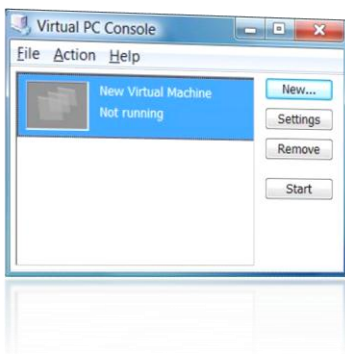 Virtual PC Console
File Action Help
New Virtual Machine
Not running
New...
Settings
Remove
Start